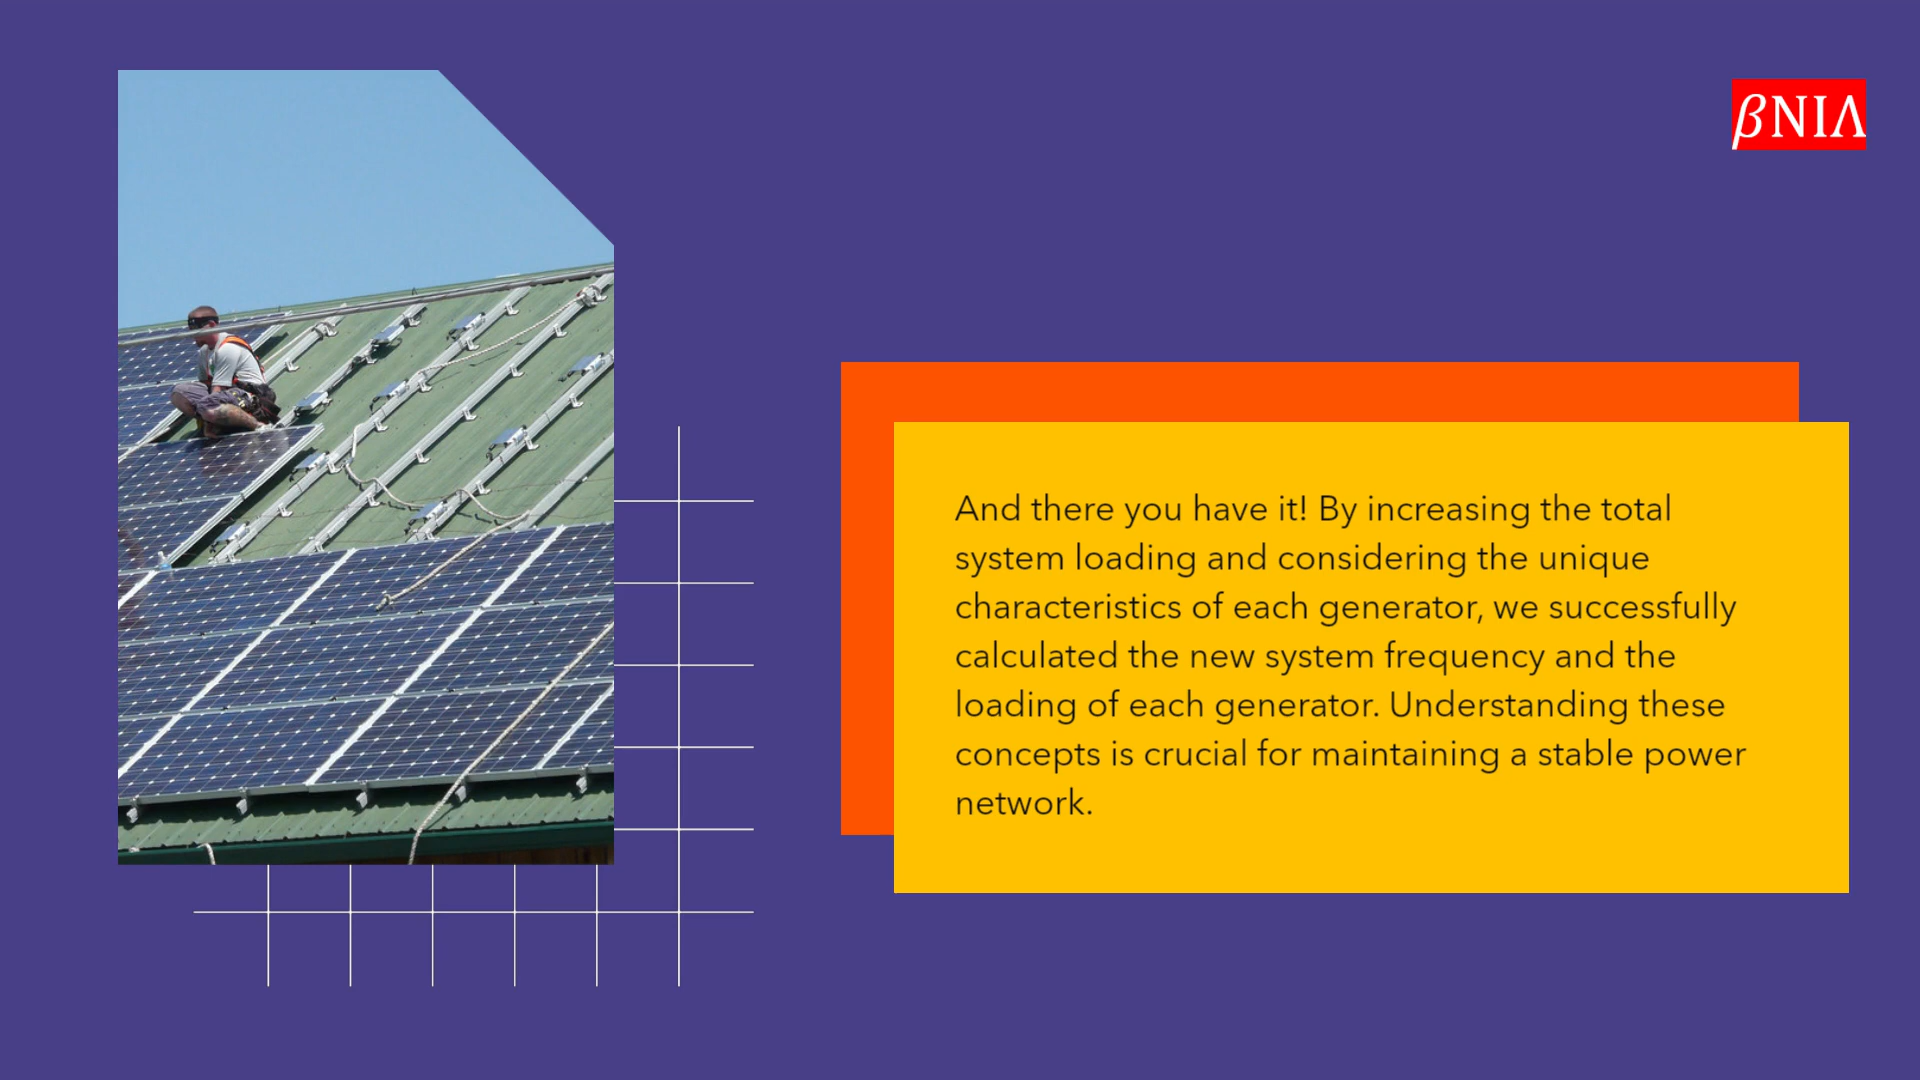 βNIΛ
And there you have it! By increasing the total
system loading and considering the unique
characteristics of each generator, we successfully
calculated the new system frequency and the
loading of each generator. Understanding these
concepts is crucial for maintaining a stable power
network.